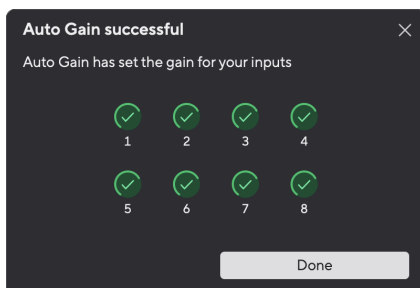 Auto Gain successful
Auto Gain has set the gain for your inputs
1 2 3 4
5 6 7 8
Done